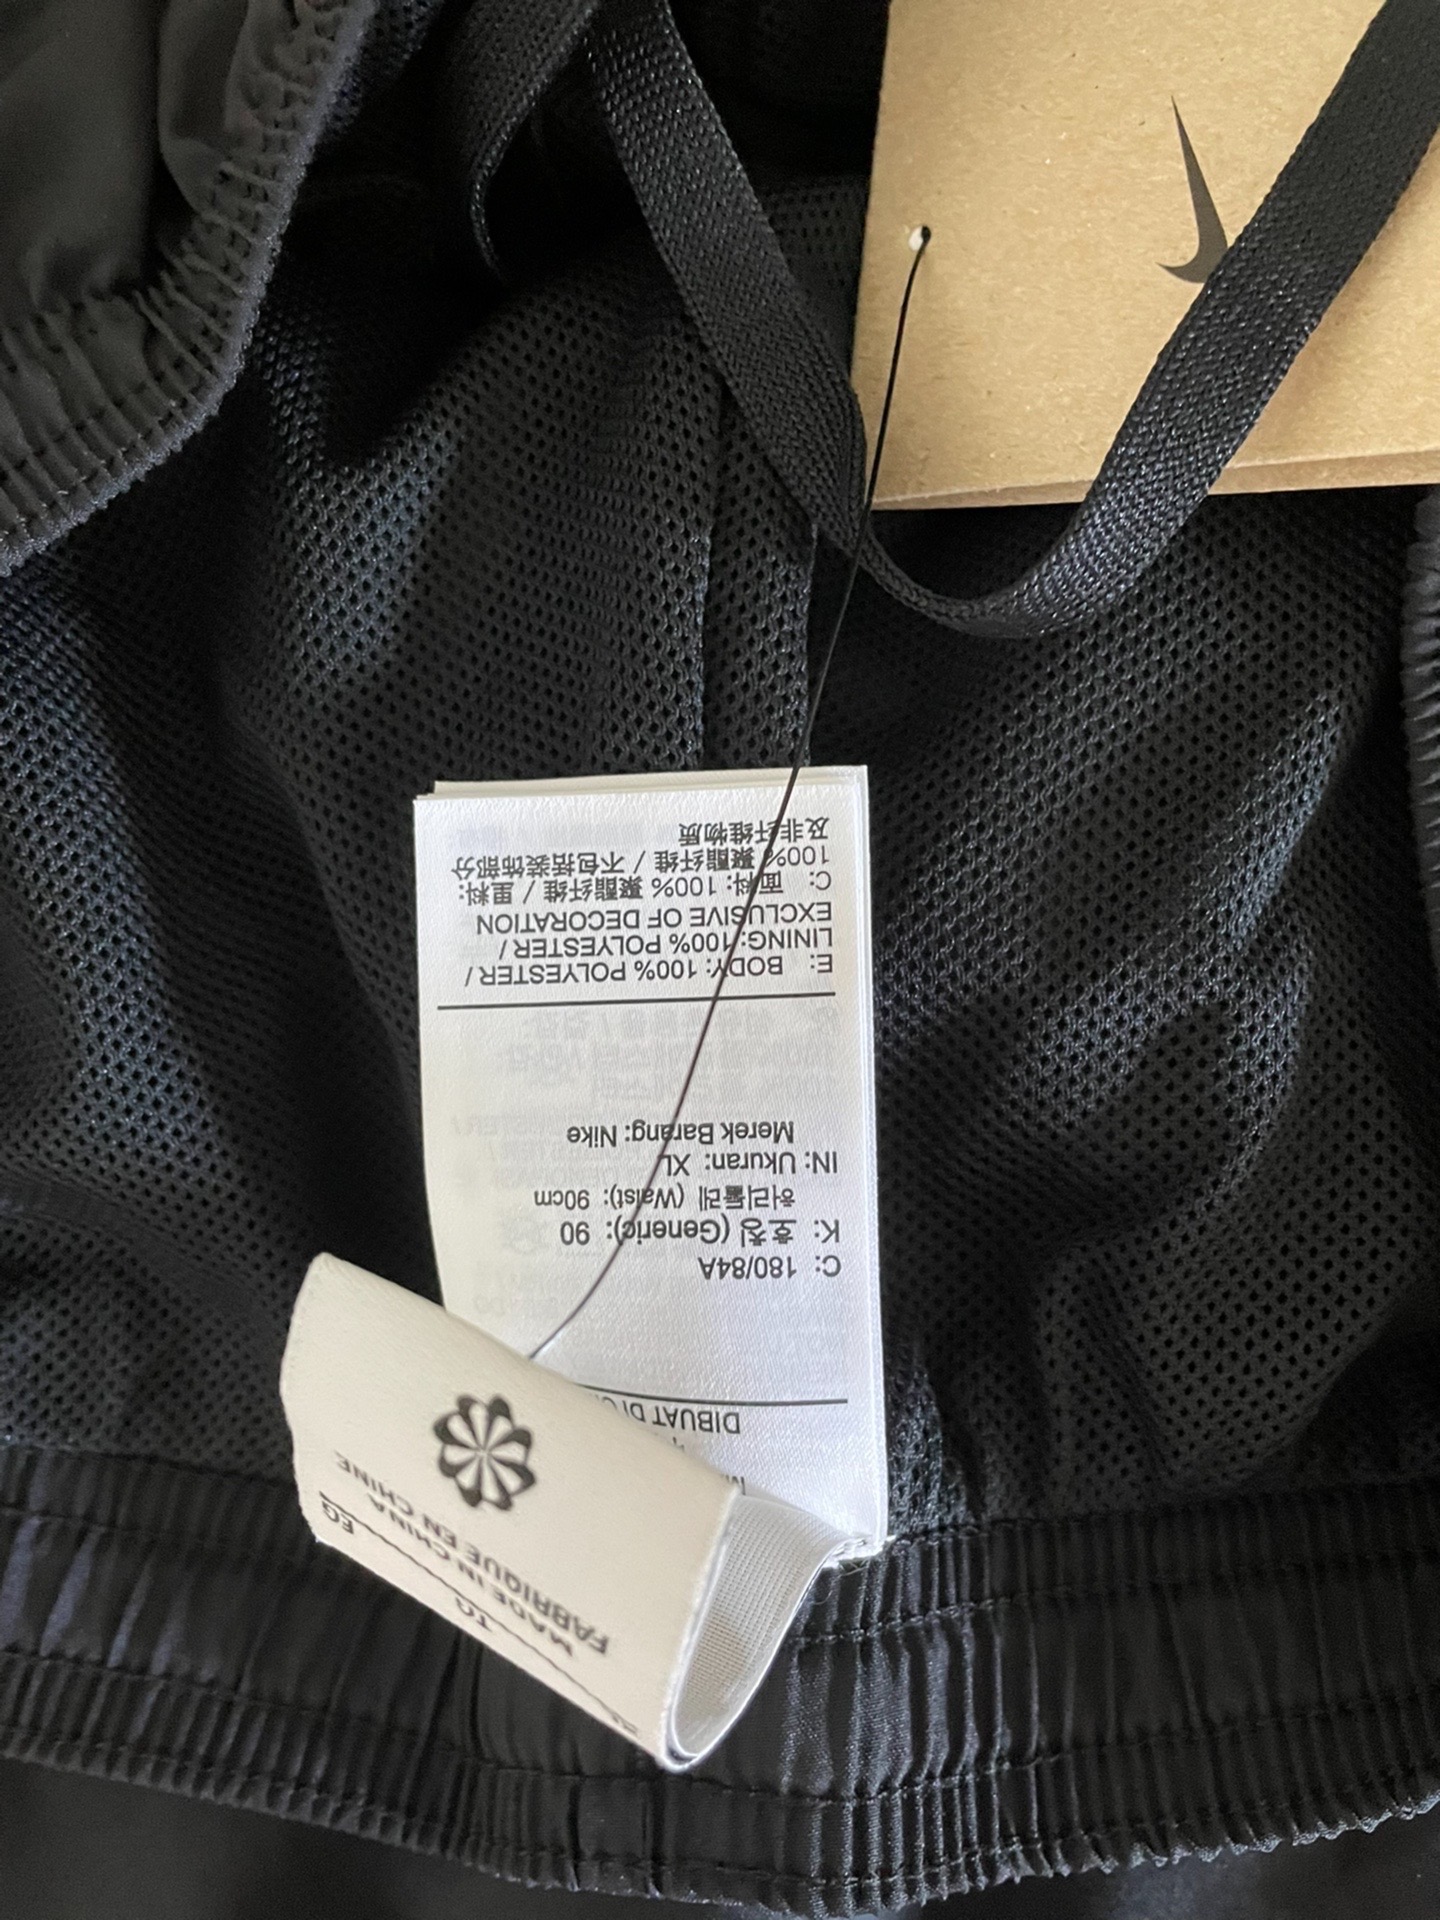 DIBUAT DI
C: 180/84A
K: 호칭 (Generic): 90
허리둘레 (Waist): 90cm
IN: Ukuran: XL
Merek Barang: Nike
E: BODY: 100% POLYESTER /
LINING: 100% POLYESTER /
EXCLUSIVE OF DECORATION
C: 面料: 100% 聚酯纤维 / 里料:
100% 聚酯纤维 / 不包括装饰部分
及非纤维物质
TG
EG
MADE IN CHINA
FABRIQUE EN CHINE